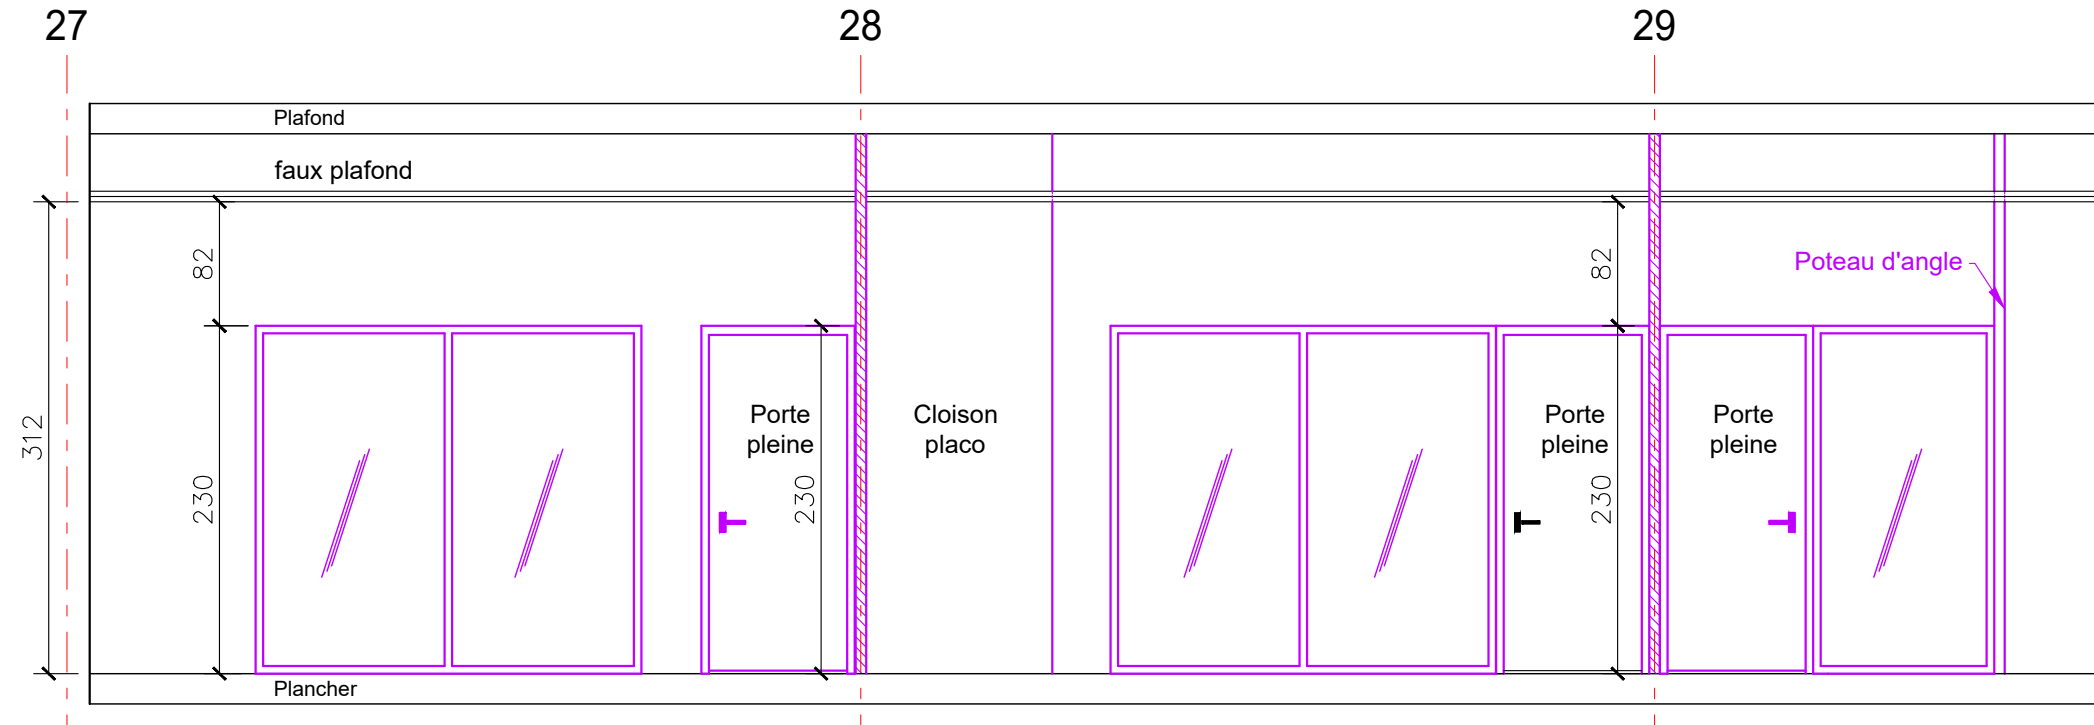 27
28
29
Plafond
faux plafond
82
82
Poteau d'angle
312
230
Porte
pleine
230
Cloison
placo
Porte
pleine
230
Porte
pleine
Plancher